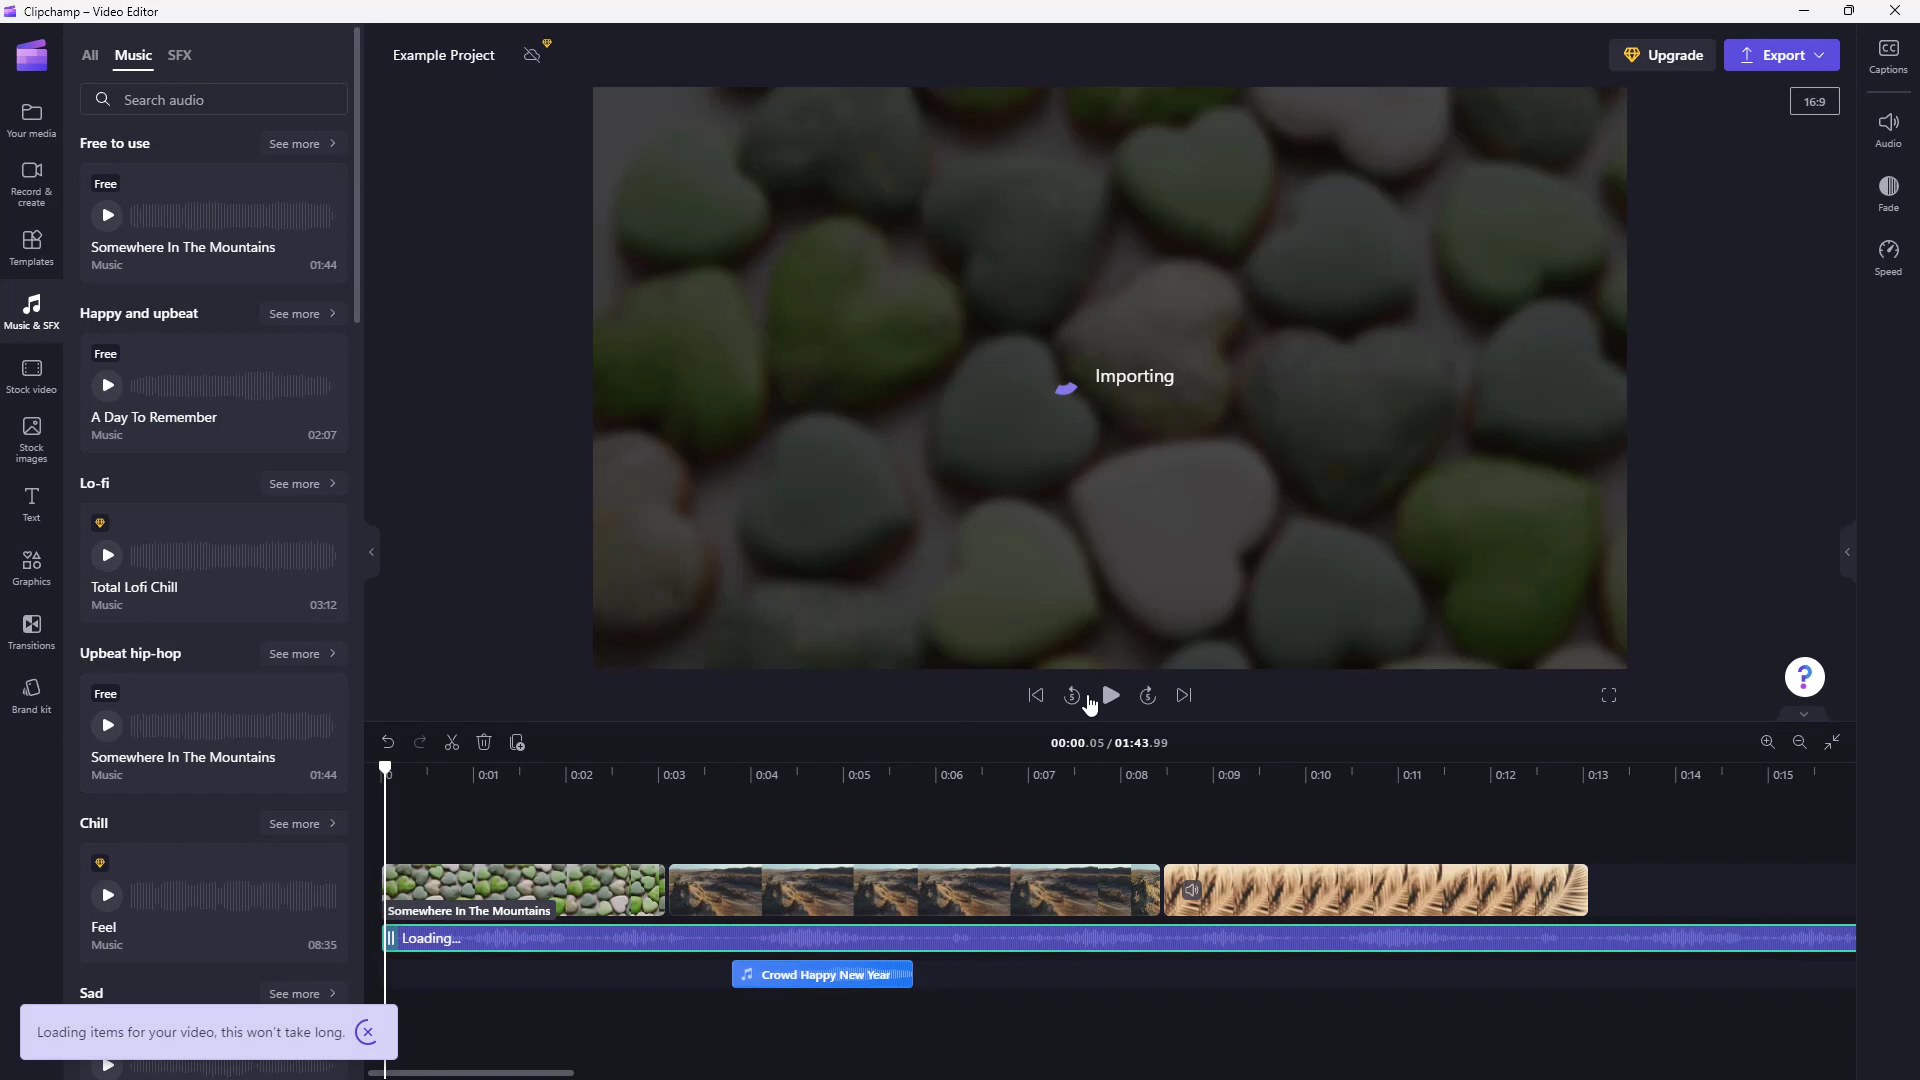 Clipchamp – Video Editor
All Music SFX
Example Project
Upgrade
Export
Captions
Search audio
16:9
Your media
Free to use
See more
Audio
Record &
create
Free
Somewhere In The Mountains
Music 01:44
Fade
Templates
Speed
Music & SFX
Happy and upbeat
See more
Free
A Day To Remember
Music 02:07
Stock video
Importing
Stock
images
Lo-fi
See more
Text
Total Lofi Chill
Music 03:12
Graphics
Transitions
Upbeat hip-hop
See more
Free
Somewhere In The Mountains
Music 01:44
Brand kit
5
5
?
00:00.05 / 01:43.99
0 0:01 0:02 0:03 0:04 0:05 0:06 0:07 0:08 0:09 0:10 0:11 0:12 0:13 0:14 0:15
Chill
See more
Feel
Music 08:35
Somewhere In The Mountains
Loading...
Crowd Happy New Year
Sad
See more
Loading items for your video, this won't take long.